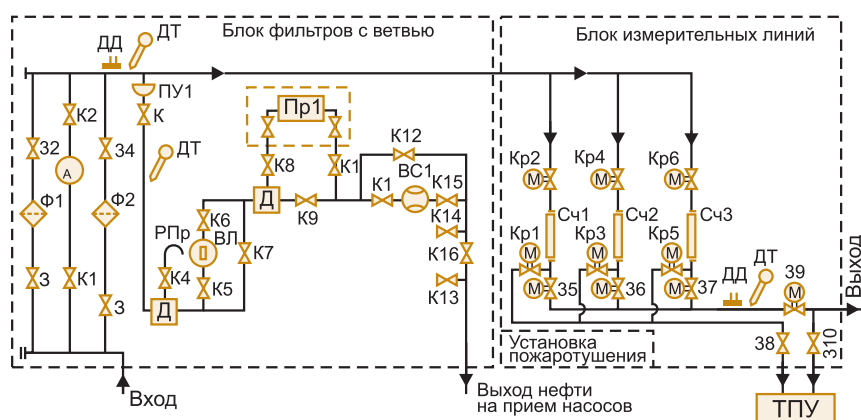 Блок фильтров с ветвью
Блок измерительных линий
ДД
ДТ
ПУ1
К2
К
Пр1
32
34
ДТ
К8
К1
К12
ВС1
Кр2
Кр4
Кр6
М
М
М
А
Ф1
Ф2
РПр
К6
ВЛ
Д
К9
К1
К15
К14
Сч1
Сч2
Сч3
К7
К16
Кр1
Кр3
Кр5
М
М
М
З
К1
К4
К5
К13
М
35
М
36
М
37
ДД
ДТ
39
М
Выход
З
Д
Установка
пожаротушения
38
310
Вход
Выход нефти
на прием насосов
ТПУ